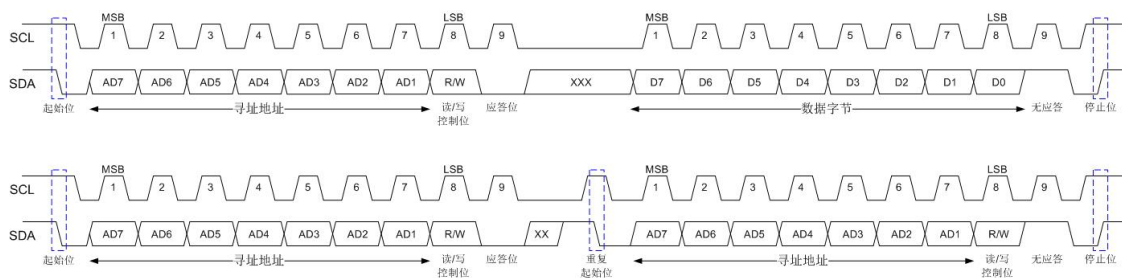 MSB LSB MSB LSB
SCL 1 2 3 4 5 6 7 8 9 1 2 3 4 5 6 7 8 9
SDA AD7 AD6 AD5 AD4 AD3 AD2 AD1 R/W XXX D7 D6 D5 D4 D3 D2 D1 D0
起始位 寻址地址 读/写 应答位 数据字节 无应答 停止位
控制位
MSB LSB MSB LSB
SCL 1 2 3 4 5 6 7 8 9 1 2 3 4 5 6 7 8 9
SDA AD7 AD6 AD5 AD4 AD3 AD2 AD1 R/W XX AD7 AD6 AD5 AD4 AD3 AD2 AD1 R/W
起始位 寻址地址 读/写 应答位 重复 寻址地址 读/写 无应答 停止位
控制位 起始位 控制位